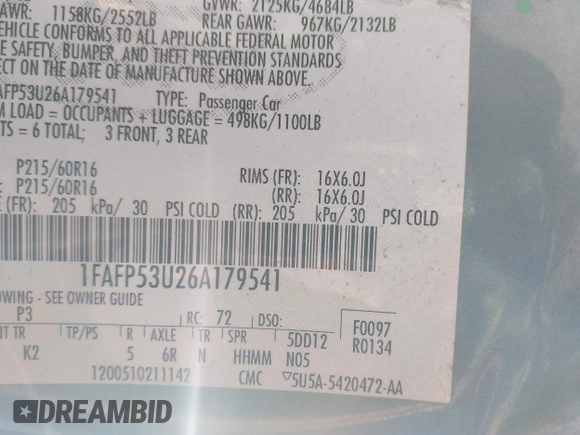 GVWR: 2125KG/4684LB
GAWR: 1158KG/2552LB REAR GAWR: 967KG/2132LB
VEHICLE CONFORMS TO ALL APPLICABLE FEDERAL MOTOR
SAFETY, BUMPER, AND THEFT PREVENTION STANDARDS
ON THE DATE OF MANUFACTURE SHOWN ABOVE.
AFP53U26A179541 TYPE: Passenger Car
LOAD = OCCUPANTS + LUGGAGE = 498KG/1100LB
TS = 6 TOTAL; 3 FRONT, 3 REAR
P215/60R16 RIMS (FR): 16X6.0J
P215/60R16 (RR): 16X6.0J
(FR): 205 kPa/ 30 PSI COLD (RR): 205 kPa/ 30 PSI COLD
1FAFP53U26A179541
OWING - SEE OWNER GUIDE
P3 RC: 72 DSO: F0097
NT TR TP/PS R AXLE TR SPR 5DD12 R0134
K2 5 6R N HHMM N05
1200510211142 CMC ▽5U5A-5420472-AA
DREAMBID